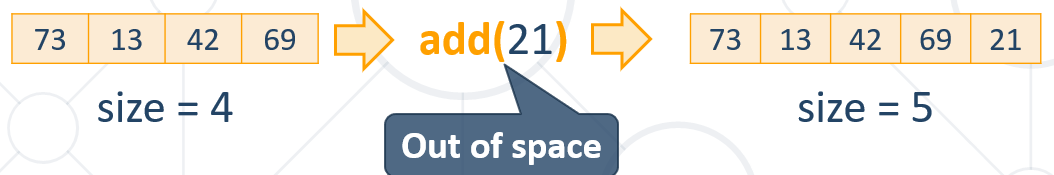 73 13 42 69 add(21) 73 13 42 69 21
size = 4 size = 5
Out of space